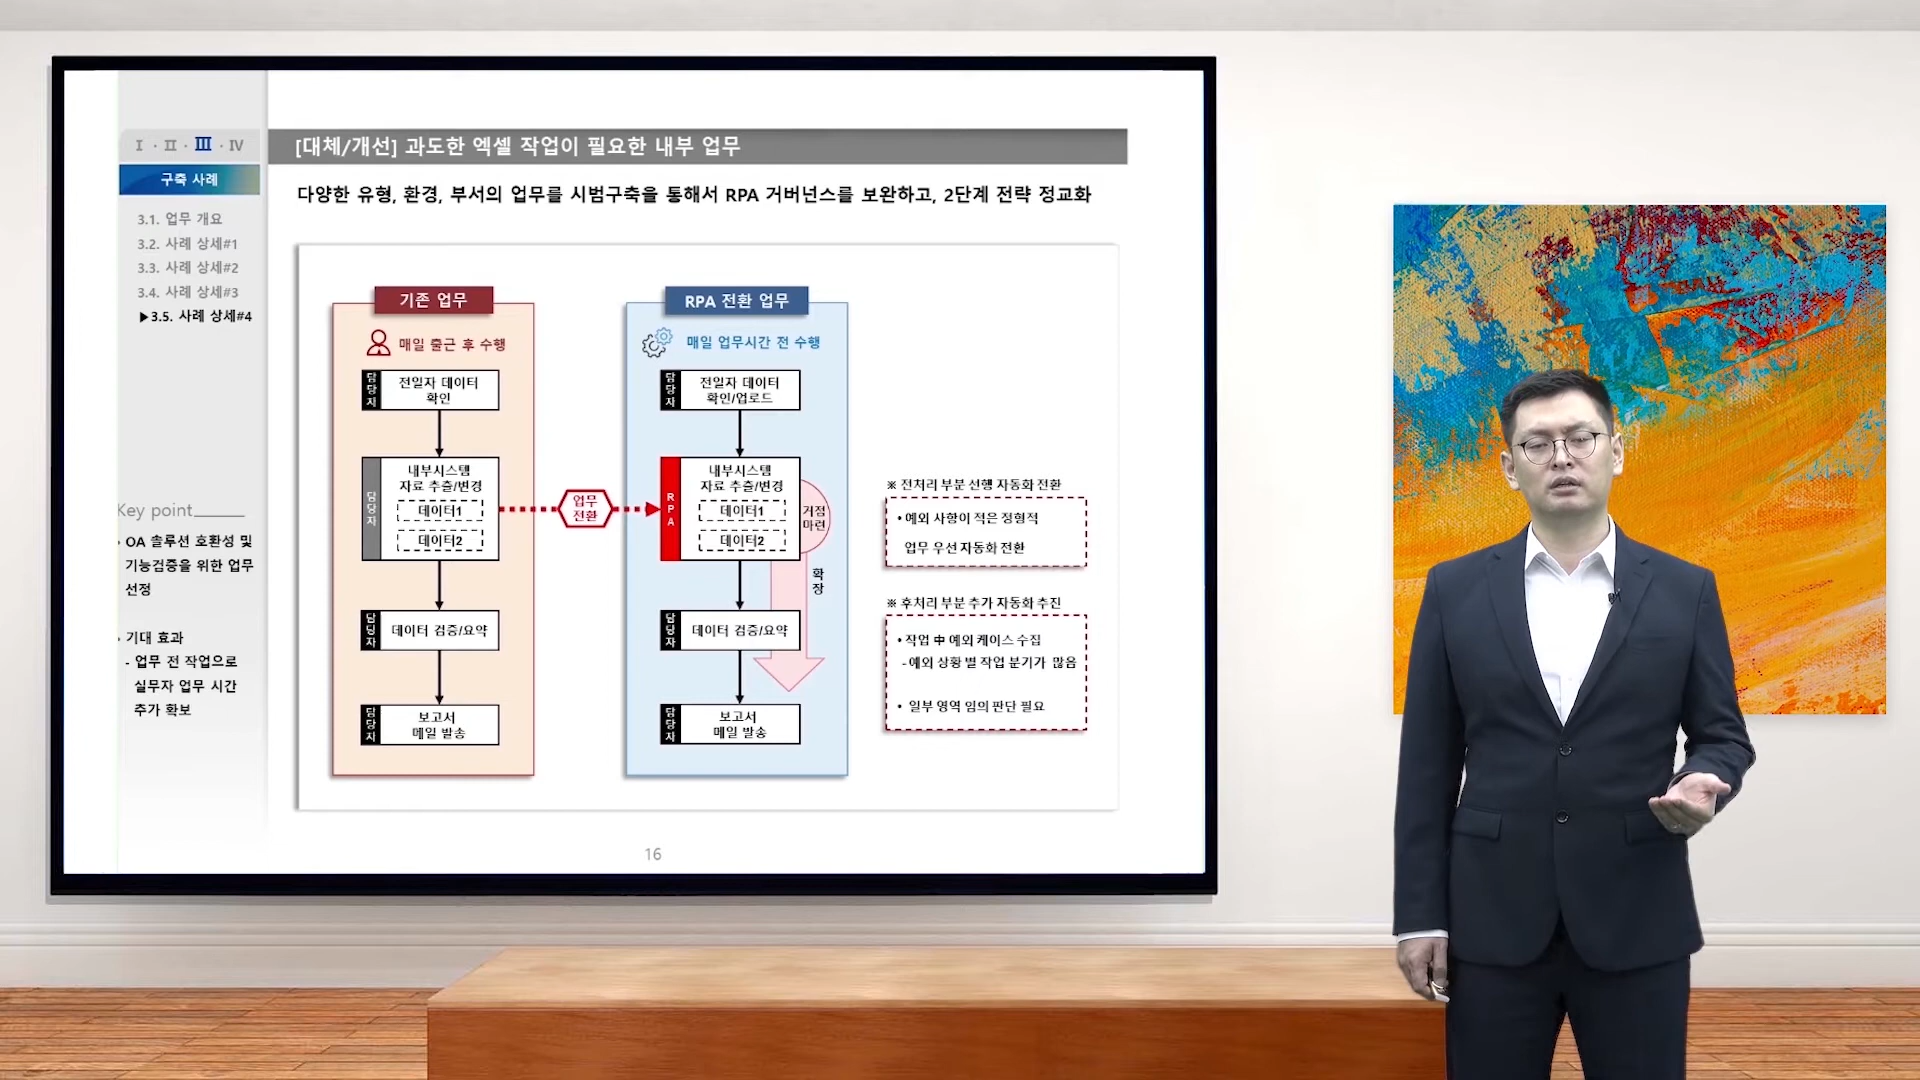 I · II · III · IV
구축 사례
3.1. 업무 개요
3.2. 사례 상세#1
3.3. 사례 상세#2
3.4. 사례 상세#3
▶3.5. 사례 상세#4
Key point
OA 솔루션 호환성 및
기능검증을 위한 업무
선정
기대 효과
- 업무 전 작업으로
실무자 업무 시간
추가 확보
[대체/개선] 과도한 엑셀 작업이 필요한 내부 업무
다양한 유형, 환경, 부서의 업무를 시범구축을 통해서 RPA 거버넌스를 보완하고, 2단계 전략 정교화
기존 업무
매일 출근 후 수행
담당자
전일자 데이터
확인
담당자
내부시스템
자료 추출/변경
데이터1
데이터2
담당자
데이터 검증/요약
담당자
보고서
메일 발송
업무
전환
RPA 전환 업무
매일 업무시간 전 수행
담당자
전일자 데이터
확인/업로드
RPA
내부시스템
자료 추출/변경
데이터1
데이터2
거점
마련
확장
담당자
데이터 검증/요약
담당자
보고서
메일 발송
※ 전처리 부분 선행 자동화 전환
• 예외 사항이 적은 정형적
업무 우선 자동화 전환
※ 후처리 부분 추가 자동화 추진
• 작업 中 예외 케이스 수집
- 예외 상황 별 작업 분기가 많음
• 일부 영역 임의 판단 필요
16